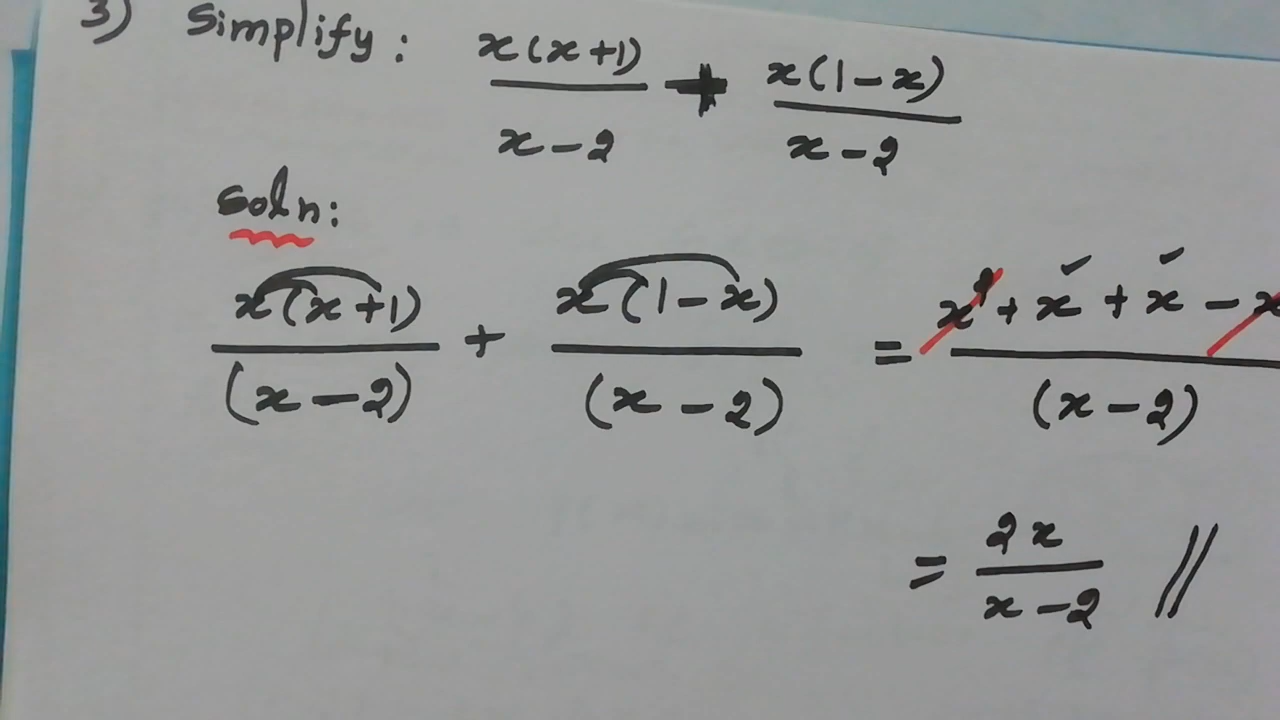 3) Simplify: x(x+1)/x-2 + x(1-x)/x-2
Soln:
x(x+1)/(x-2) + x(1-x)/(x-2) = x²+x+x-x/(x-2)
= 2x/x-2 //